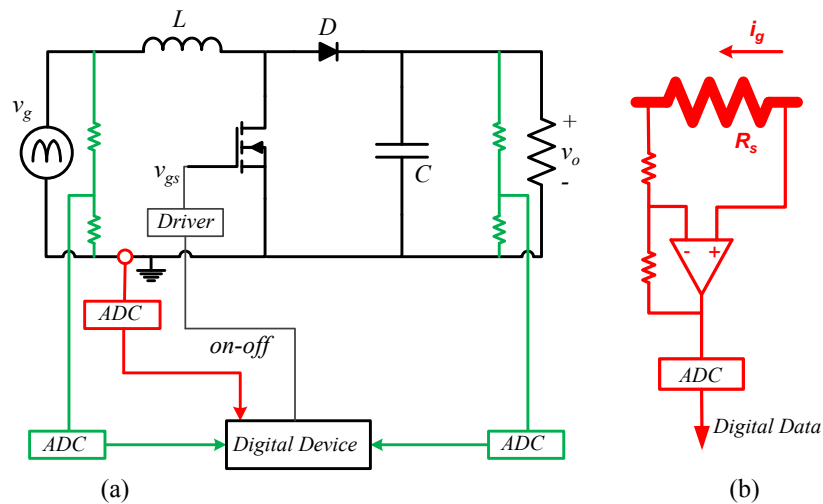 L
D
i_g
v_g
R_s
+
v_o
-
v_gs
C
Driver
- +
ADC
on-off
ADC
ADC
Digital Device
ADC
Digital Data
(a)
(b)